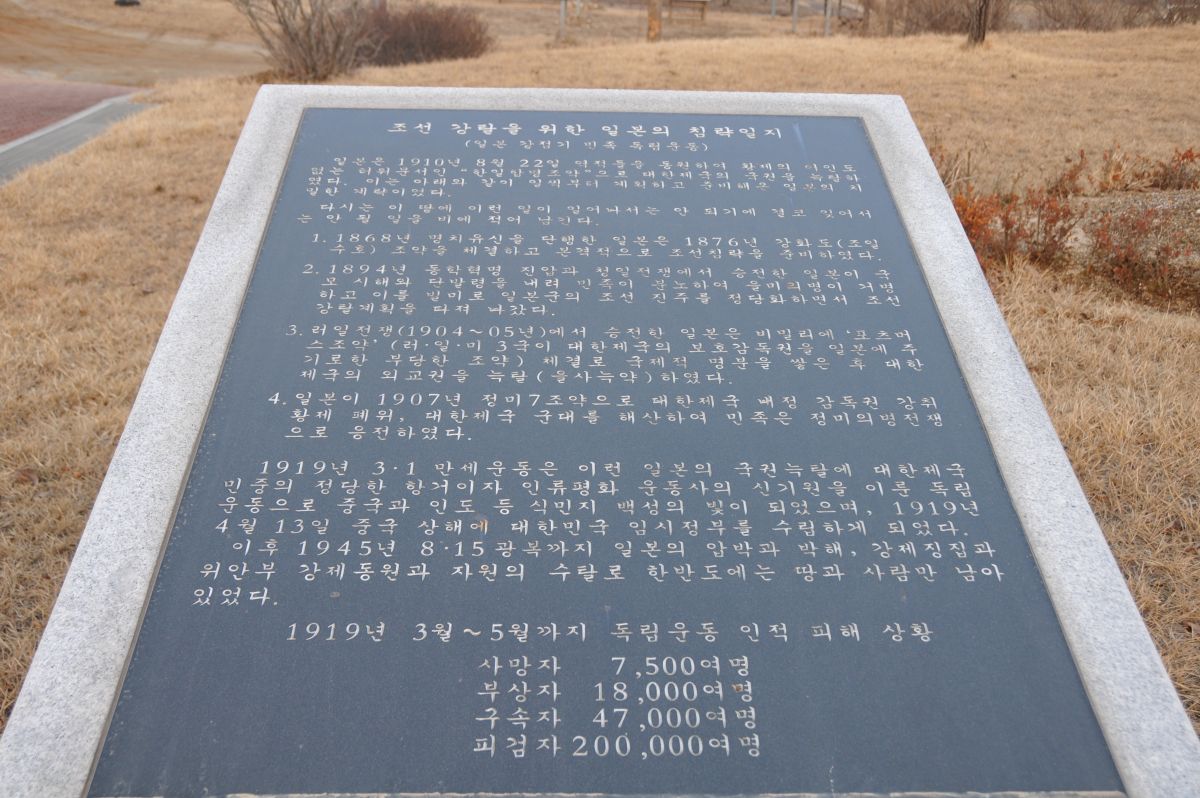 조선 강탈을 위한 일본의 침략일지
(일본 강점기 민족 독립운동)
일본은 1910년 8월 22일 역적들을 동원하여 황제의 어인도
없는 허위문서인 "한일합병조약"으로 대한제국의 국권을 늑탈하
였다. 이는 아래와 같이 일찍부터 계획하고 준비해온 일본의 치
밀한 계략이었다.
다시는 이 땅에 이런 일이 일어나서는 안 되기에 결코 잊어서
는 안 될 일을 비에 적어 남긴다.
1. 1868년 명치유신을 단행한 일본은 1876년 강화도(조일
수호) 조약을 체결하고 본격적으로 조선침략을 준비하였다.
2. 1894년 동학혁명 진압과 청일전쟁에서 승전한 일본이 국
모 시해와 단발령을 내려 민족이 분노하여 을미의병이 거병
하고 이를 빌미로 일본군의 조선 진주를 정당화하면서 조선
강탈계획을 다져 나갔다.
3. 러일전쟁(1904~05년)에서 승전한 일본은 비밀리에 '포츠머
스조약' (러·일·미 3국이 대한제국의 보호감독권을 일본에 주
기로한 부당한 조약) 체결로 국제적 명분을 쌓은 후 대한
제국의 외교권을 늑탈(을사늑약)하였다.
4. 일본이 1907년 정미7조약으로 대한제국 내정 감독권 강취
황제 폐위, 대한제국 군대를 해산하여 민족은 정미의병전쟁
으로 응전하였다.
1919년 3·1 만세운동은 이런 일본의 국권늑탈에 대한제국
민중의 정당한 항거이자 인류평화 운동사의 신기원을 이룬 독립
운동으로 중국과 인도 등 식민지 백성의 빛이 되었으며, 1919년
4월 13일 중국 상해에 대한민국 임시정부를 수립하게 되었다.
이후 1945년 8·15광복까지 일본의 압박과 박해, 강제징집과
위안부 강제동원과 자원의 수탈로 한반도에는 땅과 사람만 남아
있었다.
1919년 3월~5월까지 독립운동 인적 피해 상황
사망자 7,500여명
부상자 18,000여명
구속자 47,000여명
피검자 200,000여명